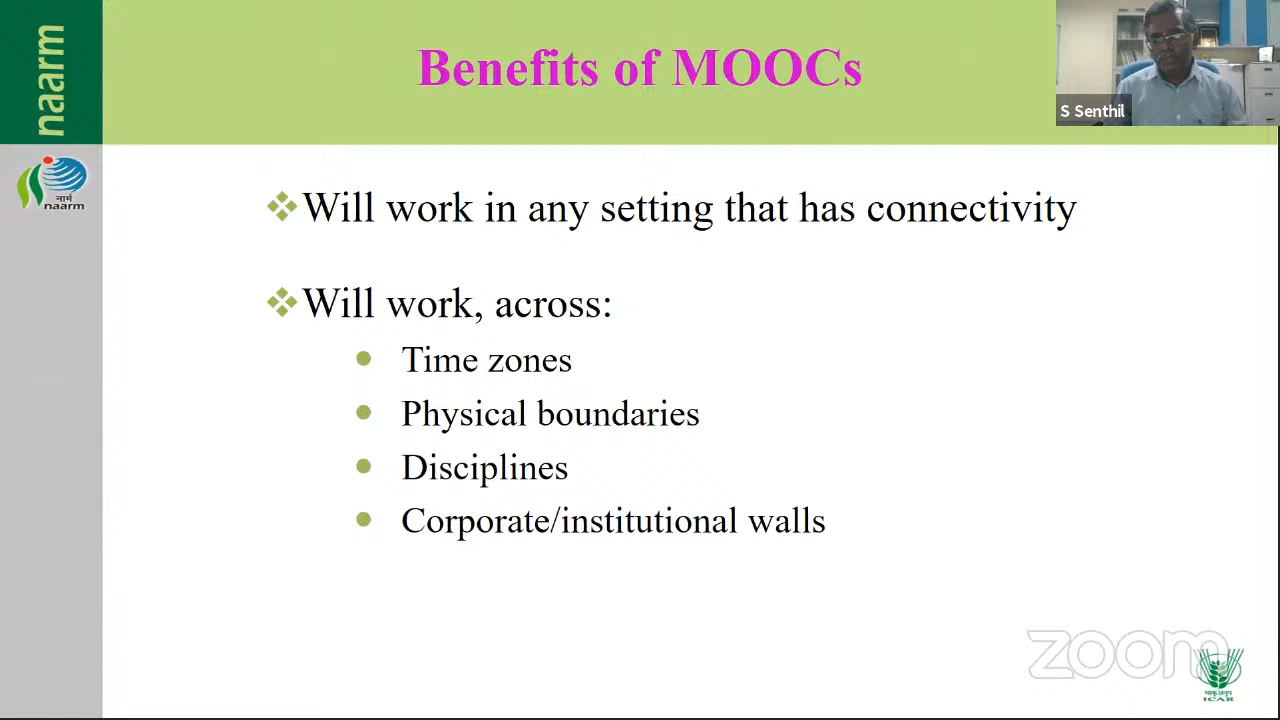 naarm
Benefits of MOOCs
S Senthil
नार्म
naarm
Will work in any setting that has connectivity
Will work, across:
Time zones
Physical boundaries
Disciplines
Corporate/institutional walls
zoom
ICAR